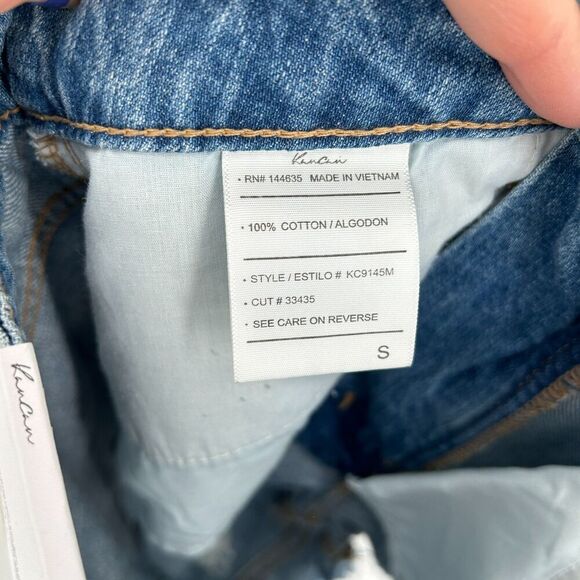 KanCan
• RN# 144635 MADE IN VIETNAM
• 100% COTTON / ALGODON
• STYLE / ESTILO # KC9145M
• CUT # 33435
• SEE CARE ON REVERSE
S
KanCan